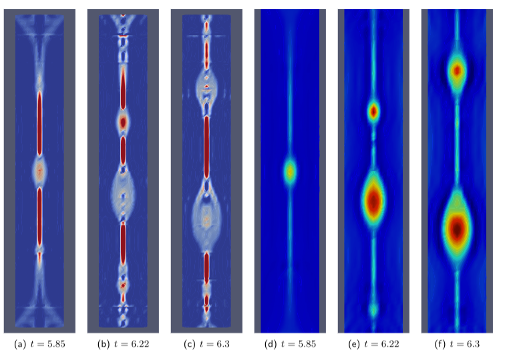 (a) t = 5.85 (b) t = 6.22 (c) t = 6.3 (d) t = 5.85 (e) t = 6.22 (f) t = 6.3